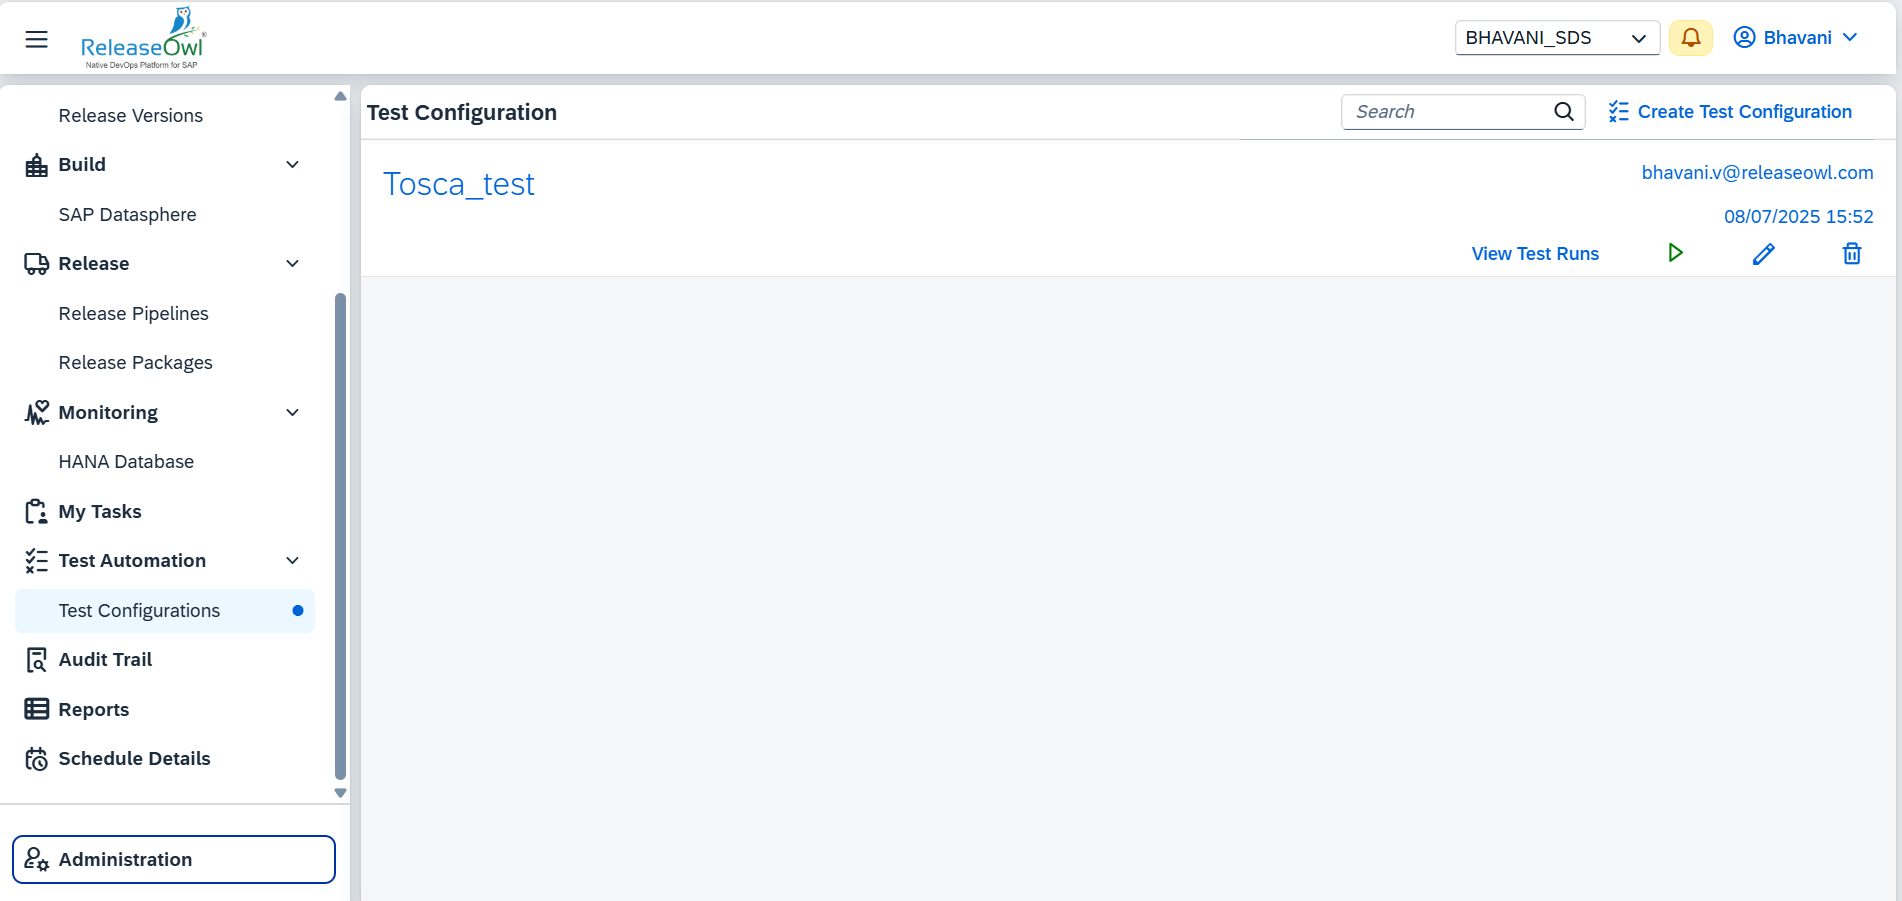 ReleaseOwl
®
Native DevOps Platform for SAP
BHAVANI_SDS
Bhavani
Release Versions
Build
SAP Datasphere
Release
Release Pipelines
Release Packages
Monitoring
HANA Database
My Tasks
Test Automation
Test Configurations
Audit Trail
Reports
Schedule Details
Administration
Test Configuration
Search
Create Test Configuration
Tosca_test
bhavani.v@releaseowl.com
08/07/2025 15:52
View Test Runs